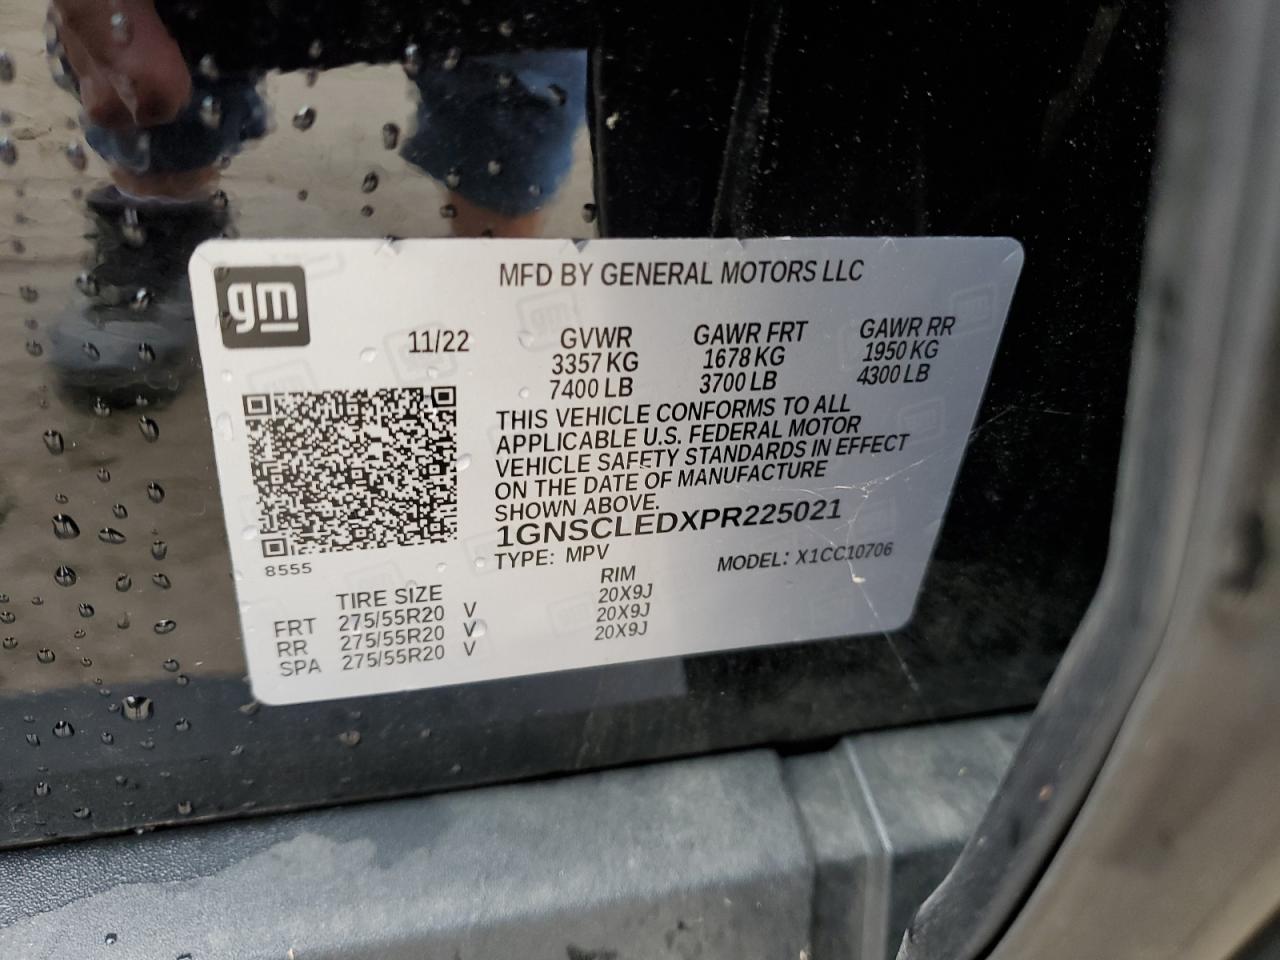 gm
MFD BY GENERAL MOTORS LLC
11/22
GVWR
3357 KG
7400 LB
GAWR FRT
1678 KG
3700 LB
GAWR RR
1950 KG
4300 LB
THIS VEHICLE CONFORMS TO ALL
APPLICABLE U.S. FEDERAL MOTOR
VEHICLE SAFETY STANDARDS IN EFFECT
ON THE DATE OF MANUFACTURE
SHOWN ABOVE.
1GNSCLEDXPR225021
TYPE: MPV MODEL: X1CC10706
8555
TIRE SIZE RIM
FRT 275/55R20 V 20X9J
RR 275/55R20 V 20X9J
SPA 275/55R20 V 20X9J